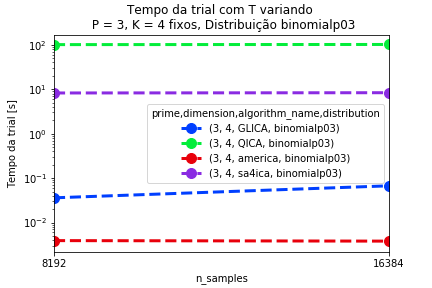 Tempo da trial com T variando
P = 3, K = 4 fixos, Distribuição binomialp03
Tempo da trial [s]
10²
10¹
10⁰
10⁻¹
10⁻²
prime,dimension,algorithm_name,distribution
(3, 4, GLICA, binomialp03)
(3, 4, QICA, binomialp03)
(3, 4, america, binomialp03)
(3, 4, sa4ica, binomialp03)
8192
16384
n_samples